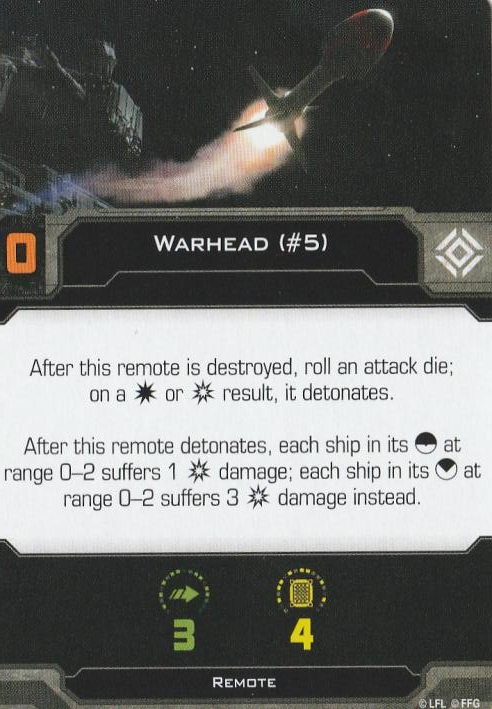 0
WARHEAD (#5)
After this remote is destroyed, roll an attack die;
on a or result, it detonates.
After this remote detonates, each ship in its at
range 0–2 suffers 1 damage; each ship in its at
range 0–2 suffers 3 damage instead.
3 4
REMOTE
©LFL ©FFG